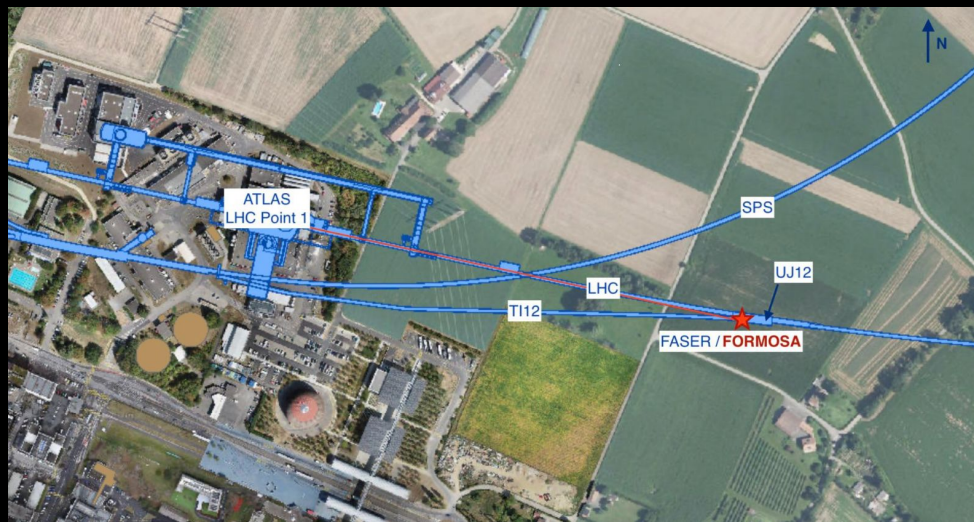 N
ATLAS
LHC Point 1
SPS
UJ12
LHC
TI12
FASER / FORMOSA